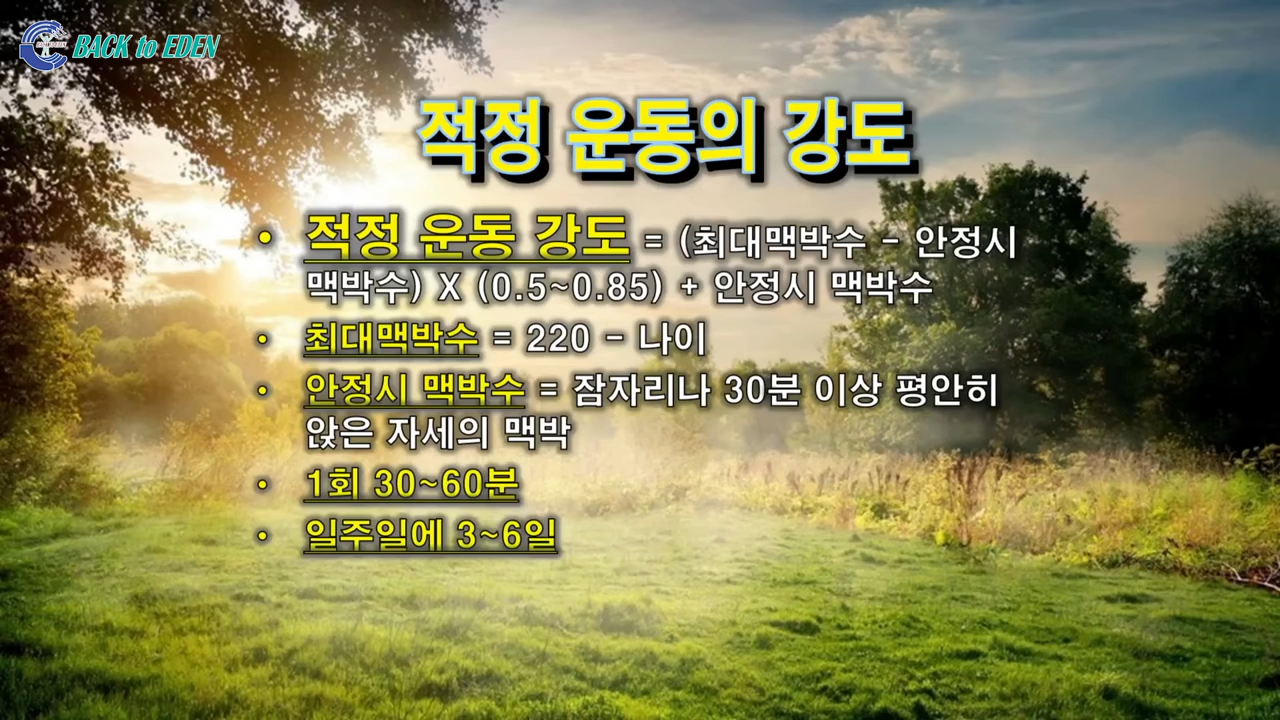 BACK to EDEN
적정 운동의 강도
• 적정 운동 강도 = (최대맥박수 - 안정시
맥박수) X (0.5~0.85) + 안정시 맥박수
• 최대맥박수 = 220 - 나이
• 안정시 맥박수 = 잠자리나 30분 이상 평안히
앉은 자세의 맥박
• 1회 30~60분
• 일주일에 3~6일